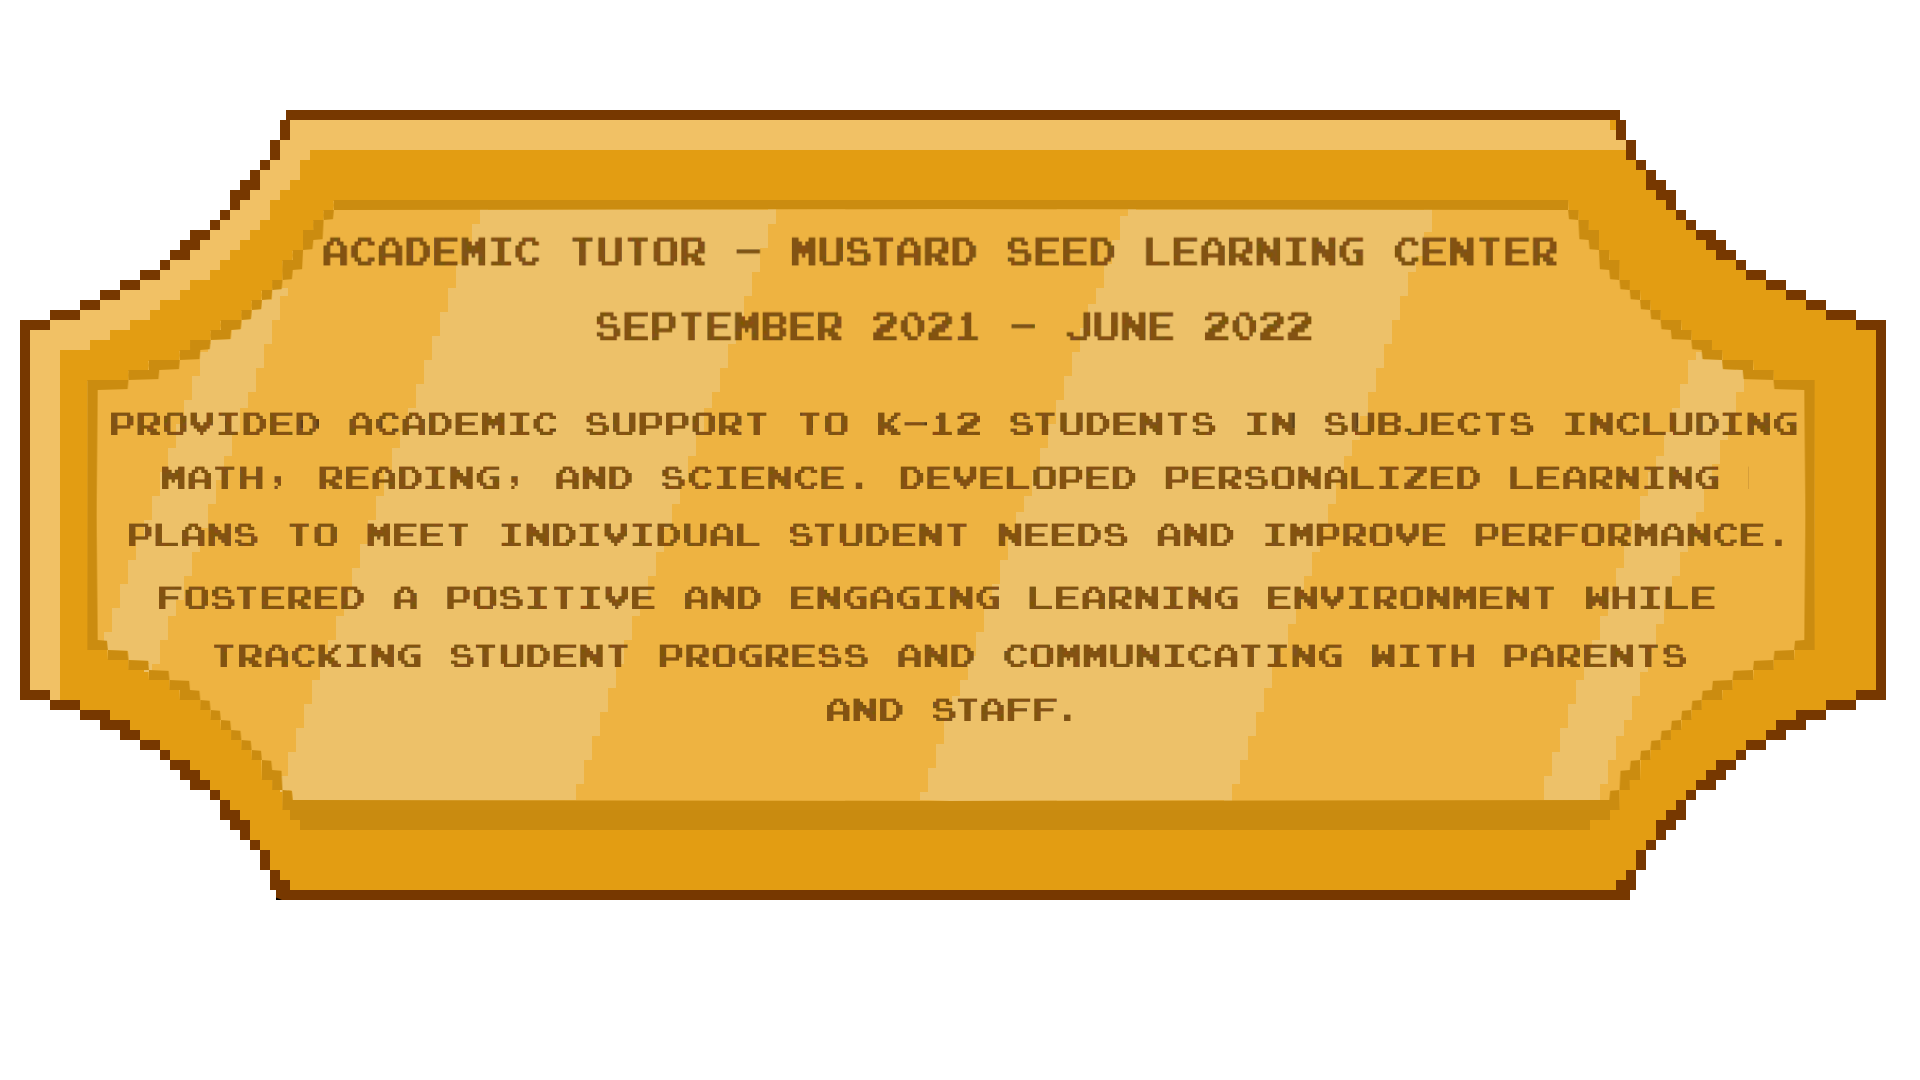 ACADEMIC TUTOR - MUSTARD SEED LEARNING CENTER
SEPTEMBER 2021 - JUNE 2022
PROVIDED ACADEMIC SUPPORT TO K-12 STUDENTS IN SUBJECTS INCLUDING
MATH, READING, AND SCIENCE. DEVELOPED PERSONALIZED LEARNING
PLANS TO MEET INDIVIDUAL STUDENT NEEDS AND IMPROVE PERFORMANCE.
FOSTERED A POSITIVE AND ENGAGING LEARNING ENVIRONMENT WHILE
TRACKING STUDENT PROGRESS AND COMMUNICATING WITH PARENTS
AND STAFF.